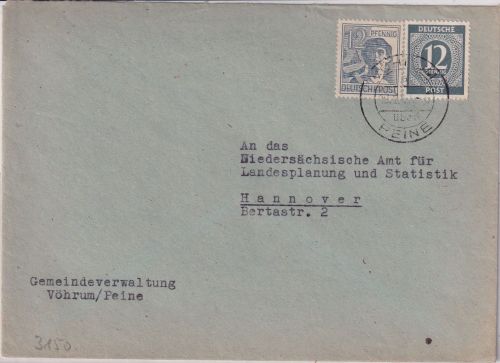 12 PFENNIG
DEUTSCHE POST
DEUTSCHE
12
PFENNIG
POST
PEINE
An das
Niedersächsische Amt für
Landesplanung und Statistik
Hannover
Bertastr. 2
Gemeindeverwaltung
Vöhrum/Peine
3150